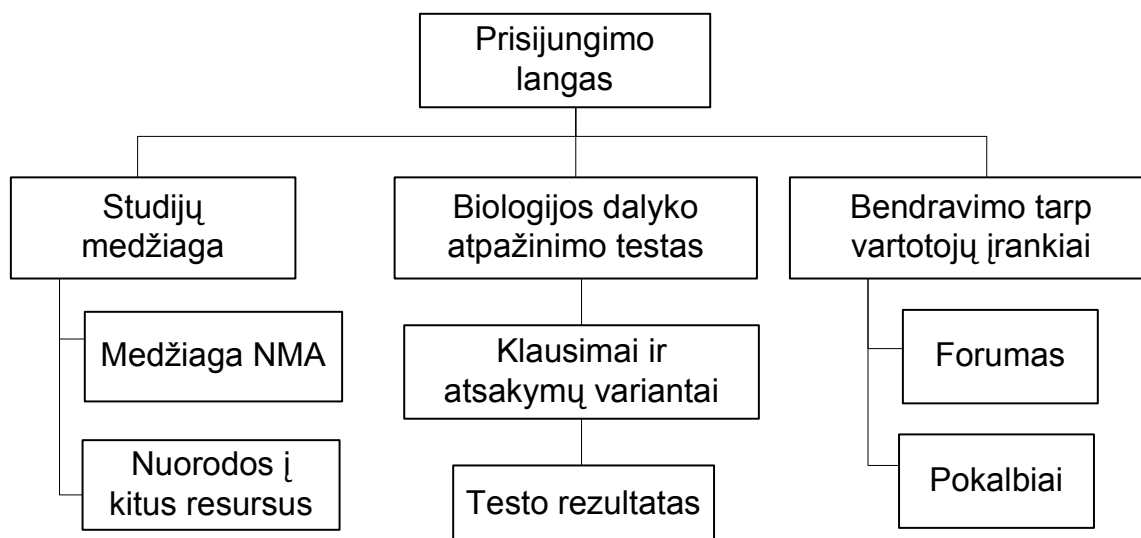 Prisijungimo
langas
Studijų
medžiaga
Biologijos dalyko
atpažinimo testas
Bendravimo tarp
vartotojų įrankiai
Medžiaga NMA
Klausimai ir
atsakymų variantai
Forumas
Nuorodos į
kitus resursus
Testo rezultatas
Pokalbiai